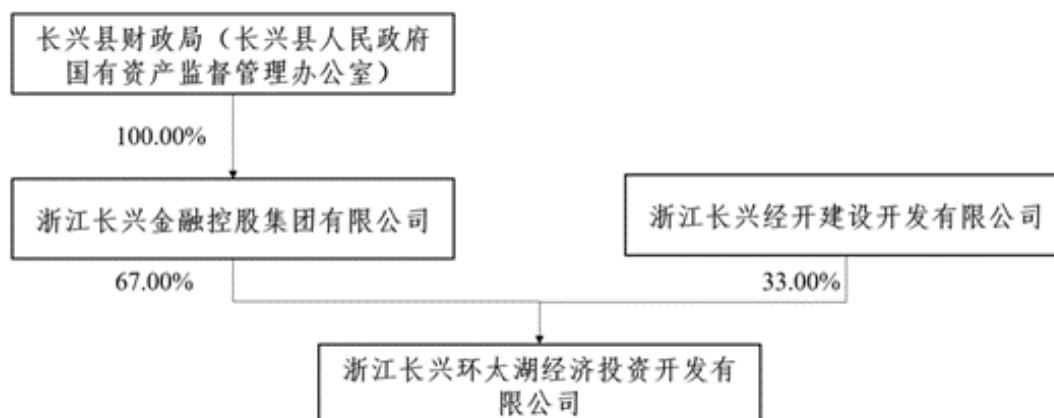 长兴县财政局（长兴县人民政府
国有资产监督管理办公室）
100.00%
浙江长兴金融控股集团有限公司
浙江长兴经开建设开发有限公司
67.00%
33.00%
浙江长兴环太湖经济投资开发有
限公司